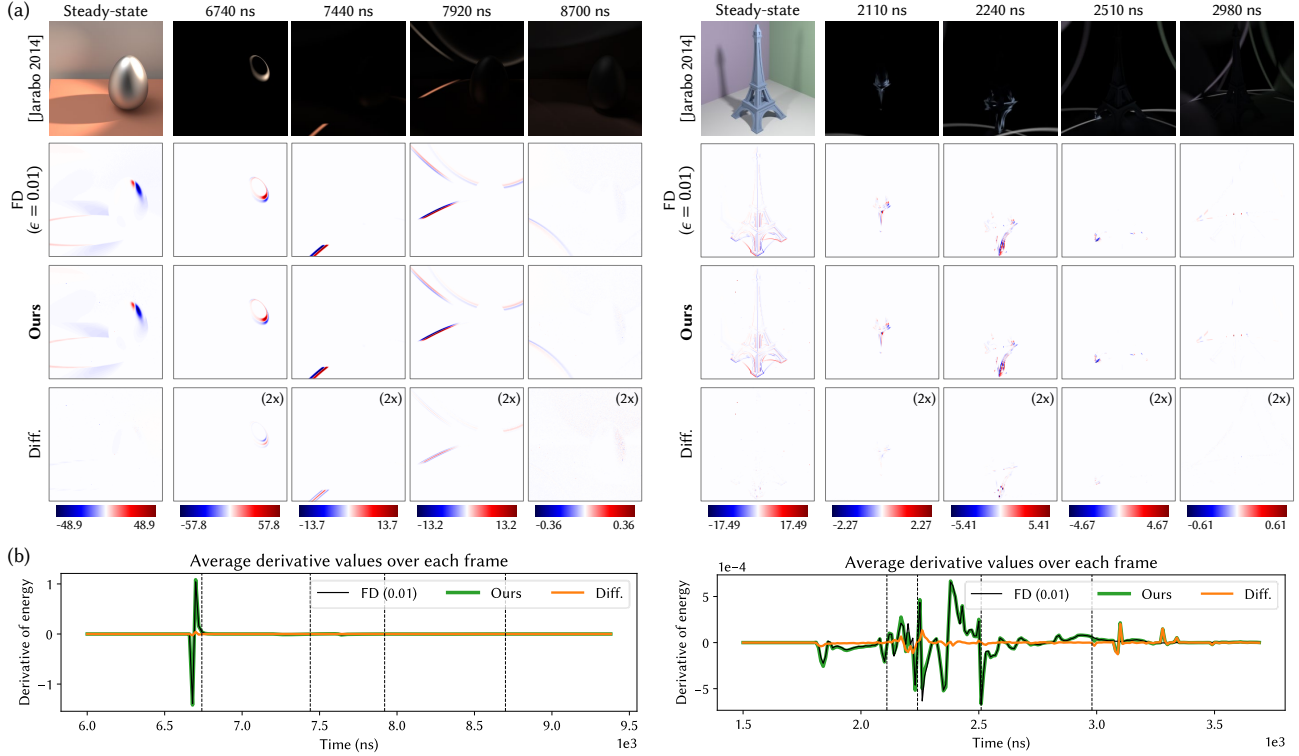 (a)
Steady-state 6740 ns 7440 ns 7920 ns 8700 ns
[Jarabo 2014]
FD
(ϵ = 0.01)
Ours
Diff.
(2x) (2x) (2x) (2x)
-48.9 48.9 -57.8 57.8 -13.7 13.7 -13.2 13.2 -0.36 0.36
Steady-state 2110 ns 2240 ns 2510 ns 2980 ns
[Jarabo 2014]
FD
(ϵ = 0.01)
Ours
Diff.
(2x) (2x) (2x) (2x)
-17.49 17.49 -2.27 2.27 -5.41 5.41 -4.67 4.67 -0.61 0.61
(b)
Average derivative values over each frame
Derivative of energy
1
0
−1
FD (0.01) Ours Diff.
6.0 6.5 7.0 7.5 8.0 8.5 9.0 9.5
Time (ns) 1e3
Average derivative values over each frame
1e−4
Derivative of energy
5
0
−5
FD (0.01) Ours Diff.
1.5 2.0 2.5 3.0 3.5
Time (ns) 1e3